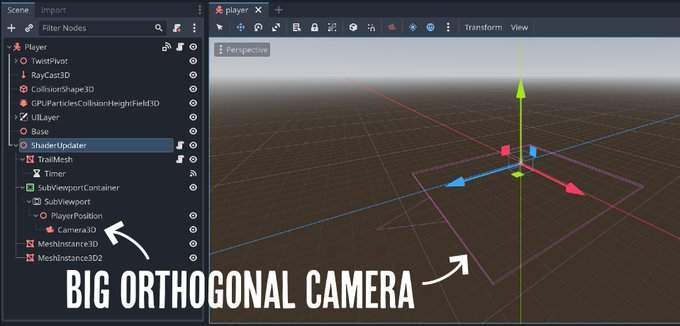 Scene
Import
Filter Nodes
Player
TwistPivot
RayCast3D
CollisionShape3D
GPUParticlesCollisionHeightField3D
UILayer
Base
ShaderUpdater
TrailMesh
Timer
SubViewportContainer
SubViewport
PlayerPosition
Camera3D
MeshInstance3D
MeshInstance3D2
player
Transform
View
Perspective
BIG ORTHOGONAL CAMERA